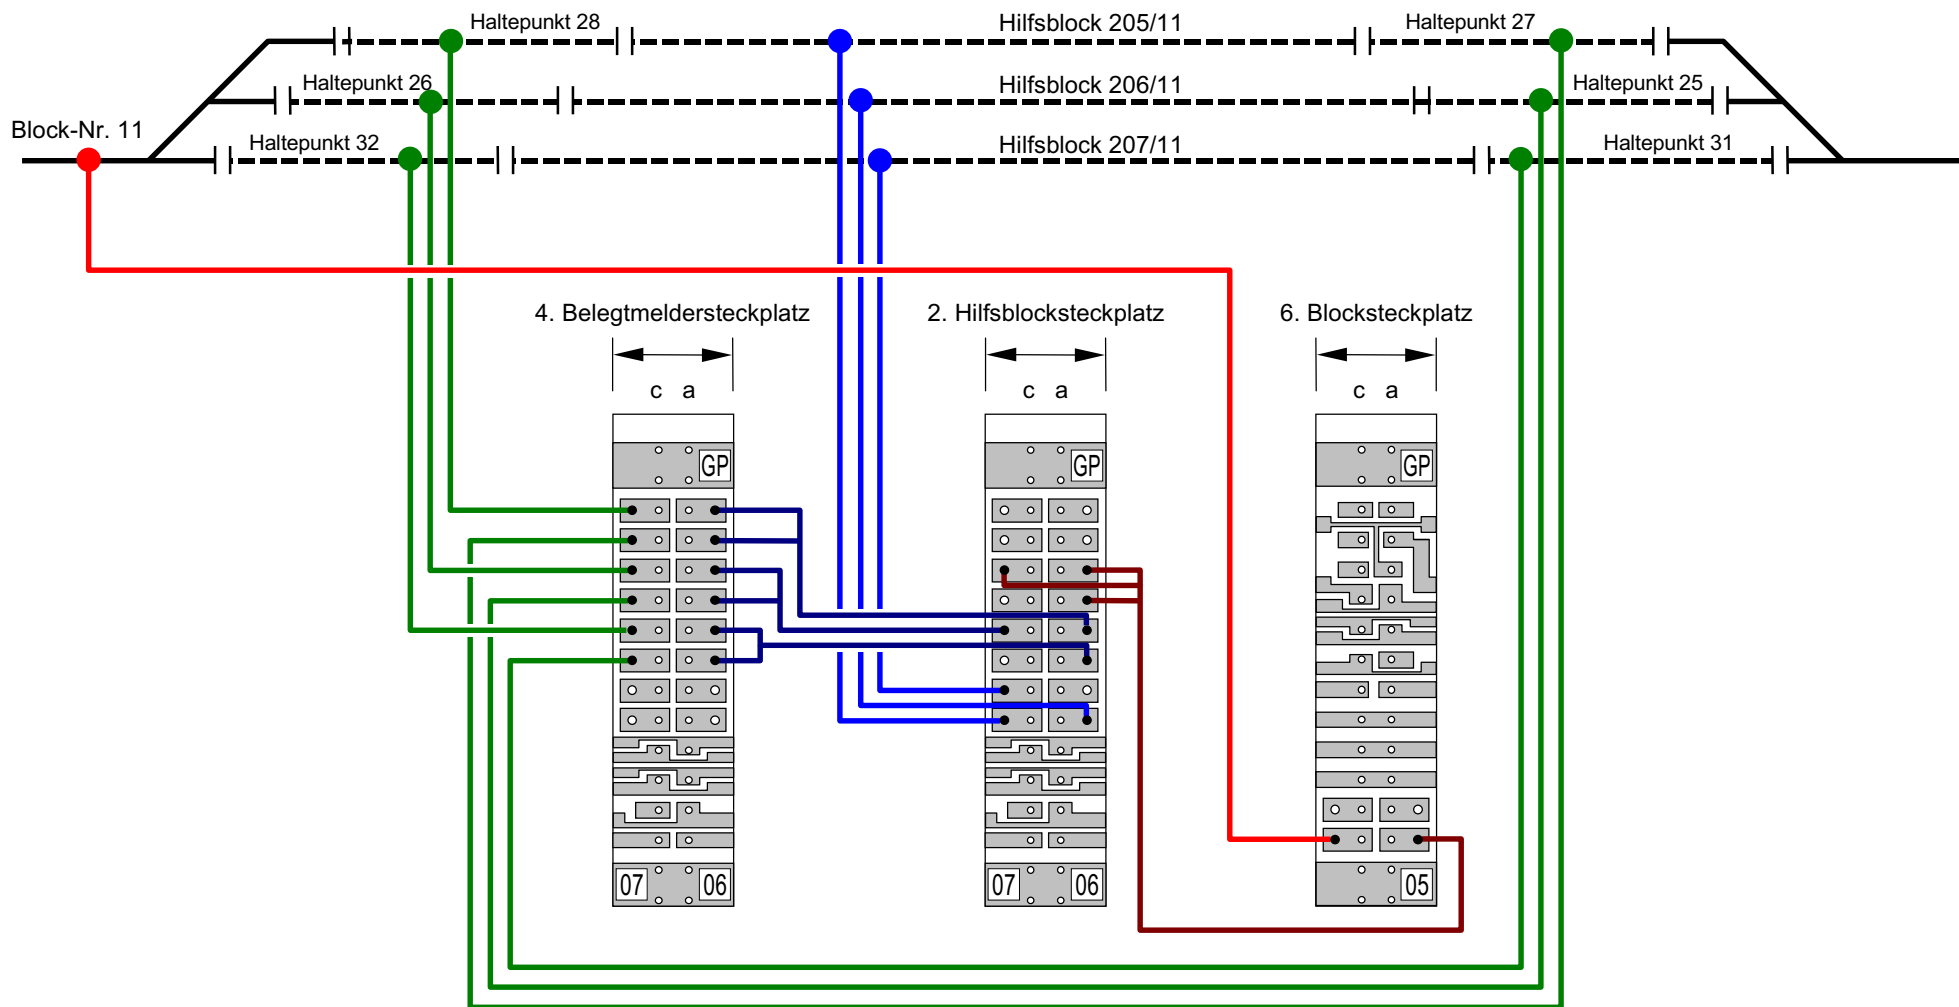 Haltepunkt 28 Hilfsblock 205/11 Haltepunkt 27
Haltepunkt 26 Hilfsblock 206/11 Haltepunkt 25
Block-Nr. 11
Haltepunkt 32 Hilfsblock 207/11 Haltepunkt 31
4. Belegtmeldersteckplatz 2. Hilfsblocksteckplatz 6. Blocksteckplatz
c a c a c a
GP GP GP
07 06 07 06 05